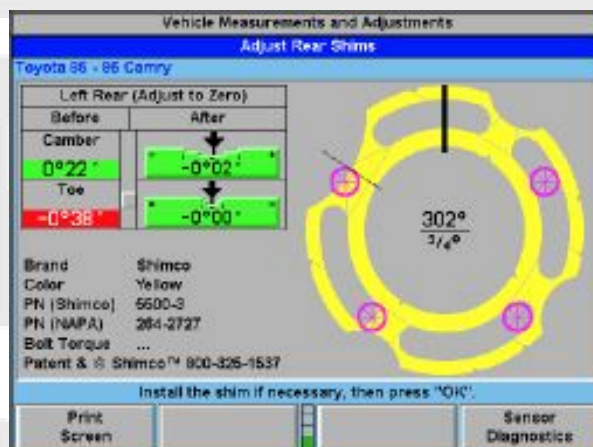 Vehicle Measurements and Adjustments
Adjust Rear Shims
Toyota 86 - 86 Camry
Left Rear (Adjust to Zero)
Before After
Camber
0°22' -0°02'
Toe
-0°38' -0°00'
302°
3/4°
Brand Shimco
Color Yellow
PN (Shimco) 5500-3
PN (NAPA) 264-2727
Bolt Torque ...
Patent & © Shimco™ 800-325-1537
Install the shim if necessary, then press "OK".
Print Screen
Sensor Diagnostics